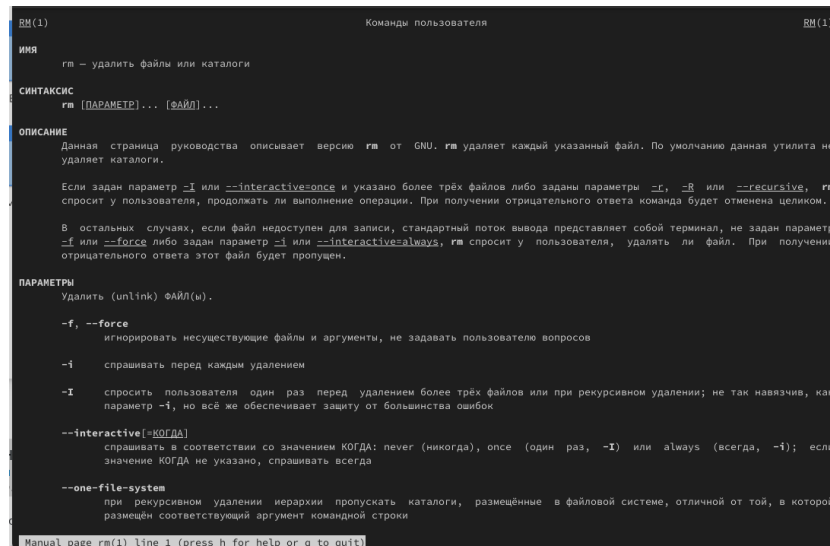 RM(1) Команды пользователя RM(1)
ИМЯ
rm — удалить файлы или каталоги
СИНТАКСИС
rm [ПАРАМЕТР]... [ФАЙЛ]...
ОПИСАНИЕ
Данная страница руководства описывает версию rm от GNU. rm удаляет каждый указанный файл. По умолчанию данная утилита не
удаляет каталоги.
Если задан параметр -I или --interactive=once и указано более трёх файлов либо заданы параметры -r, -R или --recursive, rm
спросит у пользователя, продолжать ли выполнение операции. При получении отрицательного ответа команда будет отменена целиком.
В остальных случаях, если файл недоступен для записи, стандартный поток вывода представляет собой терминал, не задан параметр
-f или --force либо задан параметр -i или --interactive=always, rm спросит у пользователя, удалять ли файл. При получении
отрицательного ответа этот файл будет пропущен.
ПАРАМЕТРЫ
Удалить (unlink) ФАЙЛ(ы).
-f, --force
игнорировать несуществующие файлы и аргументы, не задавать пользователю вопросов
-i спрашивать перед каждым удалением
-I спросить пользователя один раз перед удалением более трёх файлов или при рекурсивном удалении; не так навязчив, как
параметр -i, но всё же обеспечивает защиту от большинства ошибок
--interactive[=КОГДА]
спрашивать в соответствии со значением КОГДА: never (никогда), once (один раз, -I) или always (всегда, -i); если
значение КОГДА не указано, спрашивать всегда
--one-file-system
при рекурсивном удалении иерархии пропускать каталоги, размещённые в файловой системе, отличной от той, в которой
размещён соответствующий аргумент командной строки
Manual page rm(1) line 1 (press h for help or q to quit)